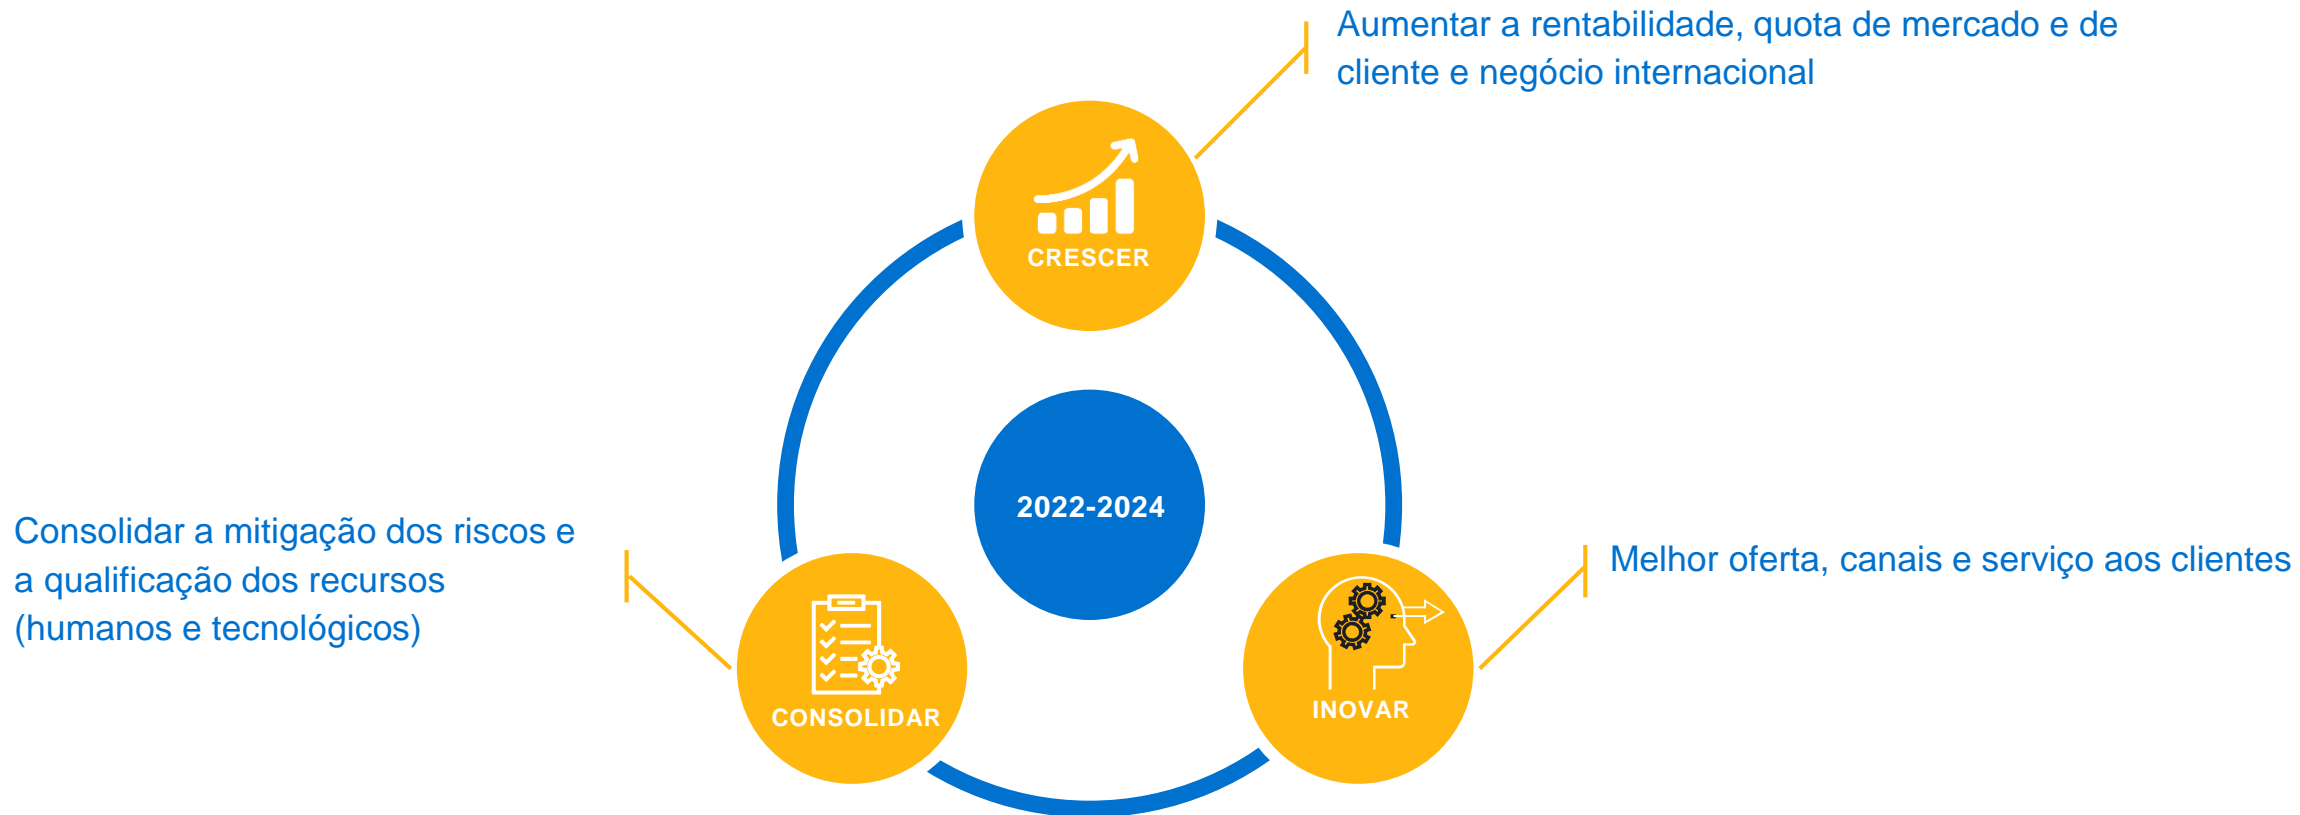 Aumentar a rentabilidade, quota de mercado e de
cliente e negócio internacional
CRESCER
2022-2024
Consolidar a mitigação dos riscos e
a qualificação dos recursos
(humanos e tecnológicos)
CONSOLIDAR
Melhor oferta, canais e serviço aos clientes
INOVAR